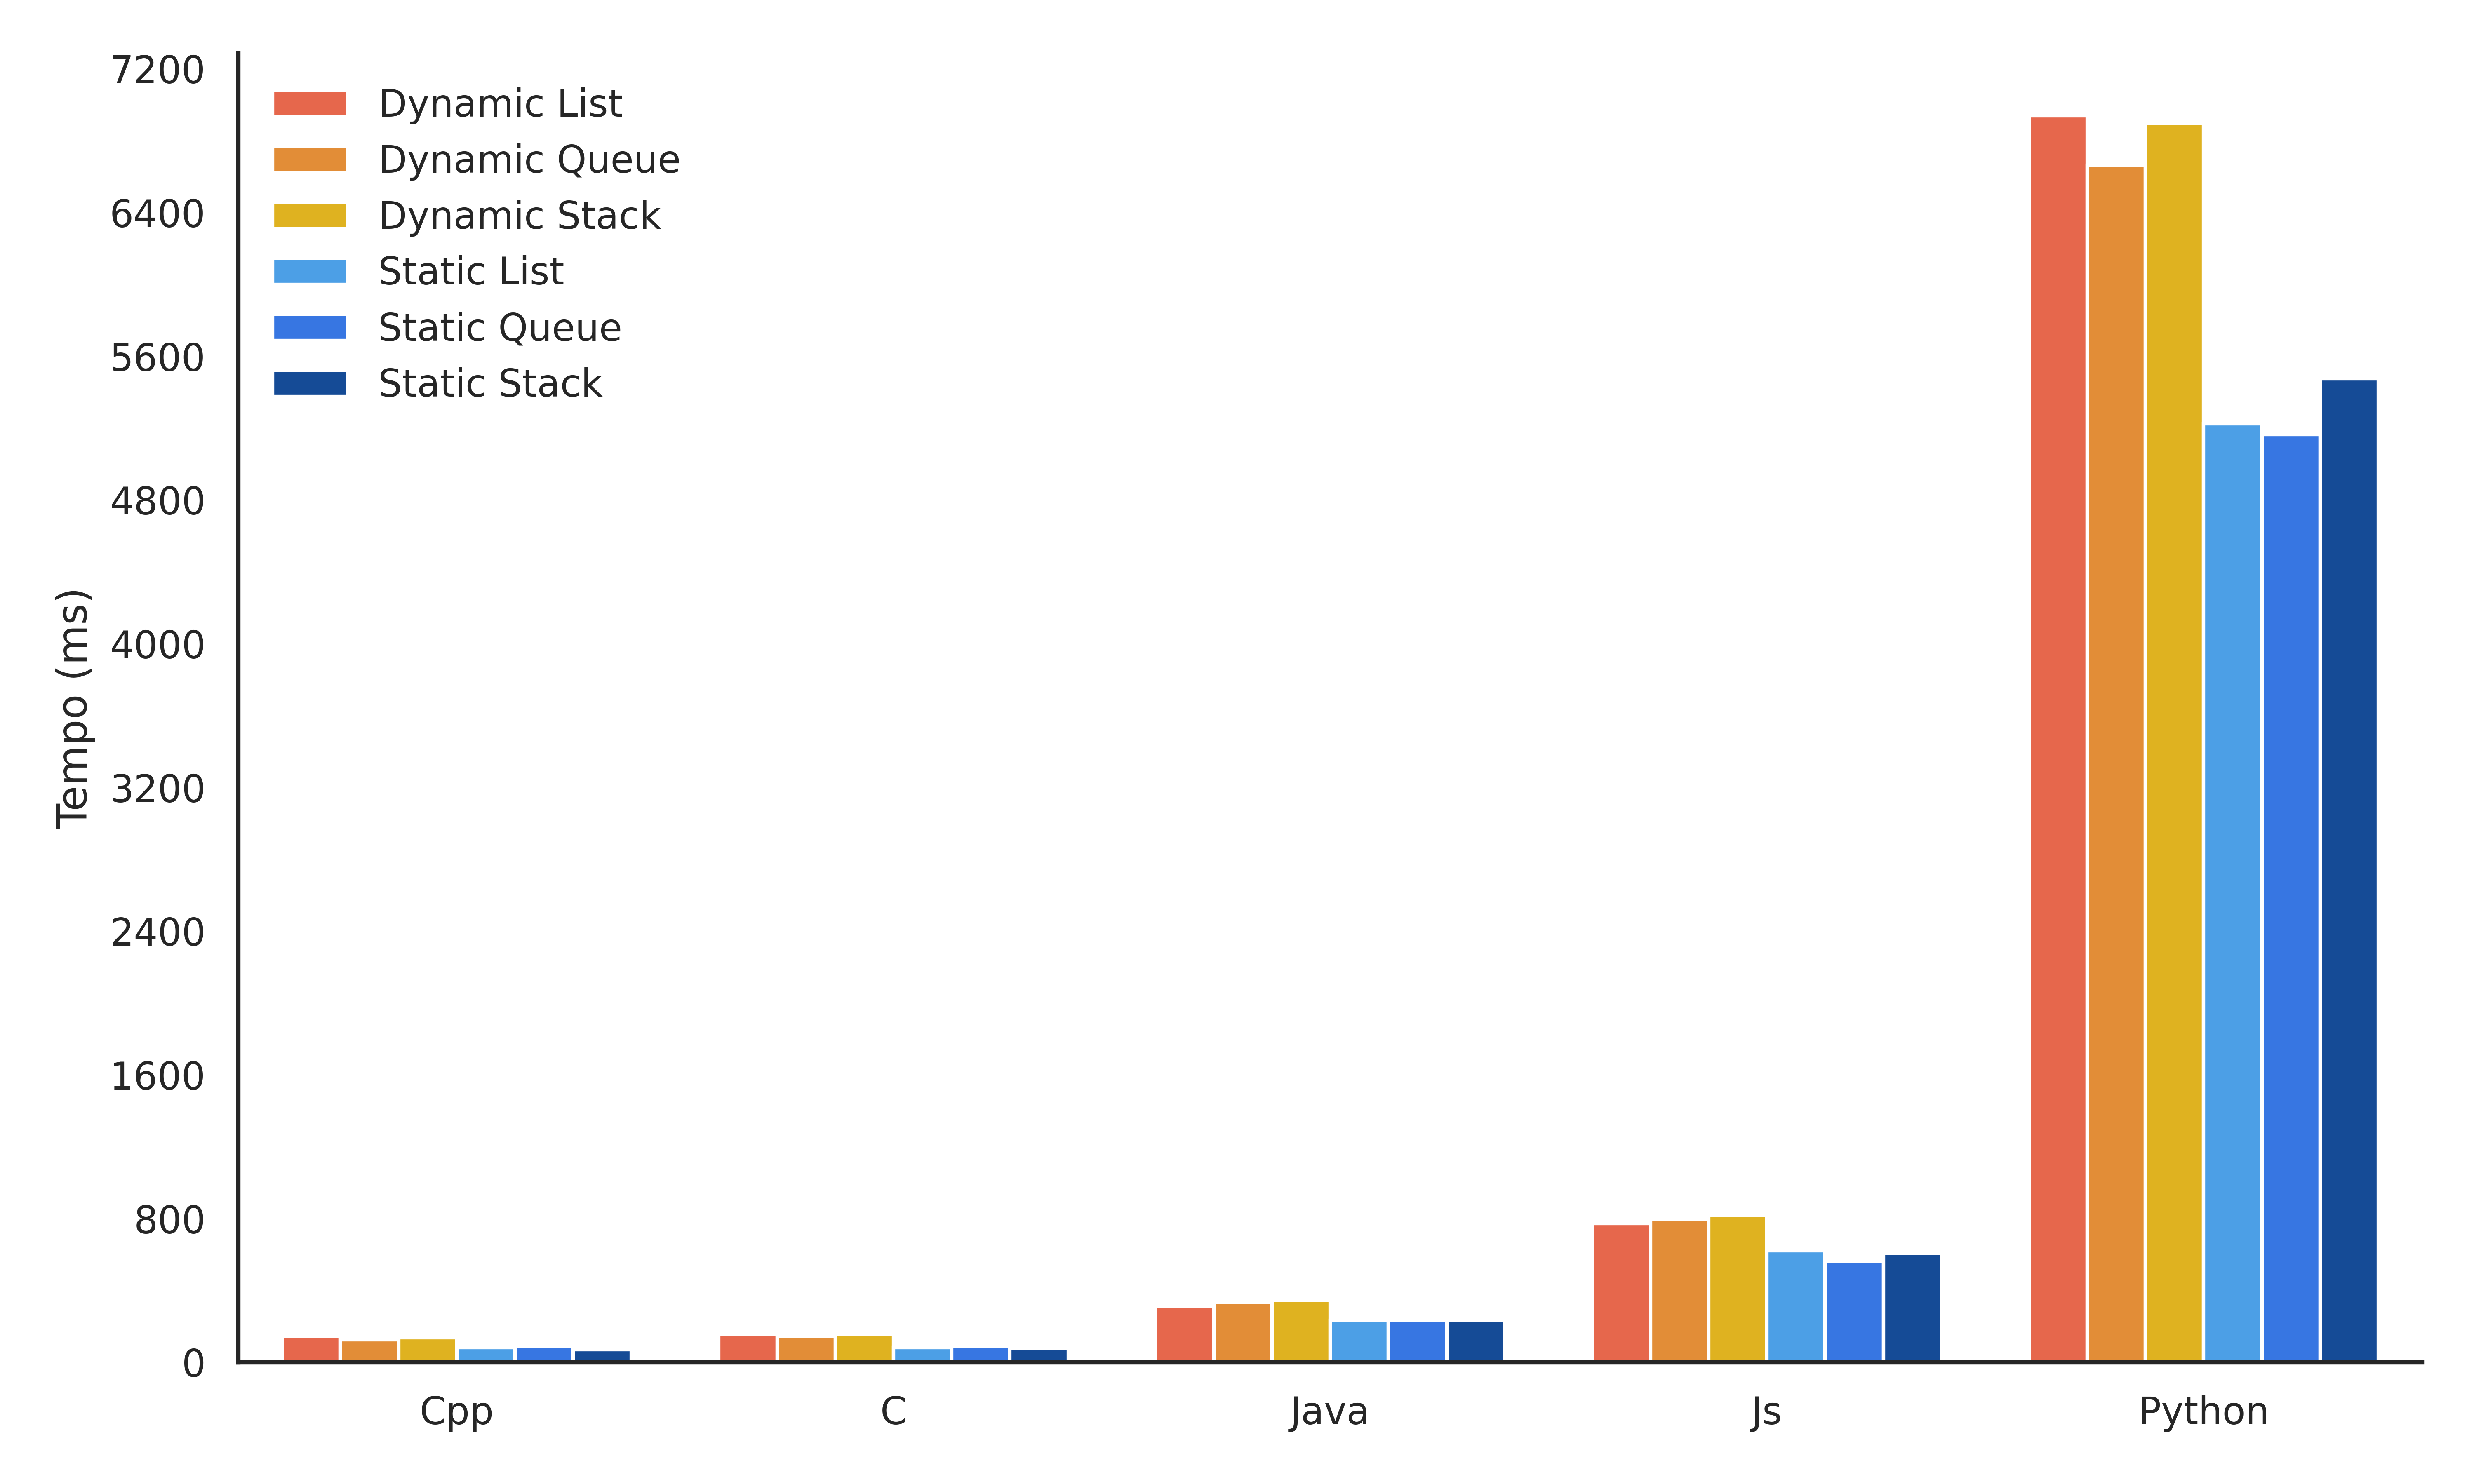 7200
6400
5600
4800
4000
3200
2400
1600
800
0
Tempo (ms)
Dynamic List
Dynamic Queue
Dynamic Stack
Static List
Static Queue
Static Stack
Cpp
C
Java
Js
Python